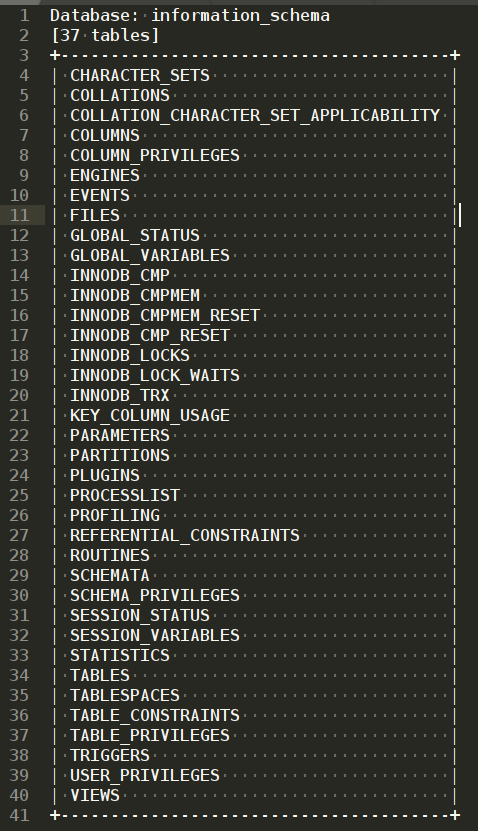 1 Database: information_schema
2 [37 tables]
3 +---------------------------------------+
4 | CHARACTER_SETS                        |
5 | COLLATIONS                            |
6 | COLLATION_CHARACTER_SET_APPLICABILITY |
7 | COLUMNS                               |
8 | COLUMN_PRIVILEGES                     |
9 | ENGINES                               |
10 | EVENTS                                |
11 | FILES                                 |
12 | GLOBAL_STATUS                         |
13 | GLOBAL_VARIABLES                      |
14 | INNODB_CMP                            |
15 | INNODB_CMPMEM                         |
16 | INNODB_CMPMEM_RESET                   |
17 | INNODB_CMP_RESET                      |
18 | INNODB_LOCKS                          |
19 | INNODB_LOCK_WAITS                     |
20 | INNODB_TRX                            |
21 | KEY_COLUMN_USAGE                      |
22 | PARAMETERS                            |
23 | PARTITIONS                            |
24 | PLUGINS                               |
25 | PROCESSLIST                           |
26 | PROFILING                             |
27 | REFERENTIAL_CONSTRAINTS               |
28 | ROUTINES                              |
29 | SCHEMATA                              |
30 | SCHEMA_PRIVILEGES                     |
31 | SESSION_STATUS                        |
32 | SESSION_VARIABLES                     |
33 | STATISTICS                            |
34 | TABLES                                |
35 | TABLESPACES                           |
36 | TABLE_CONSTRAINTS                     |
37 | TABLE_PRIVILEGES                      |
38 | TRIGGERS                              |
39 | USER_PRIVILEGES                       |
40 | VIEWS                                 |
41 +---------------------------------------+